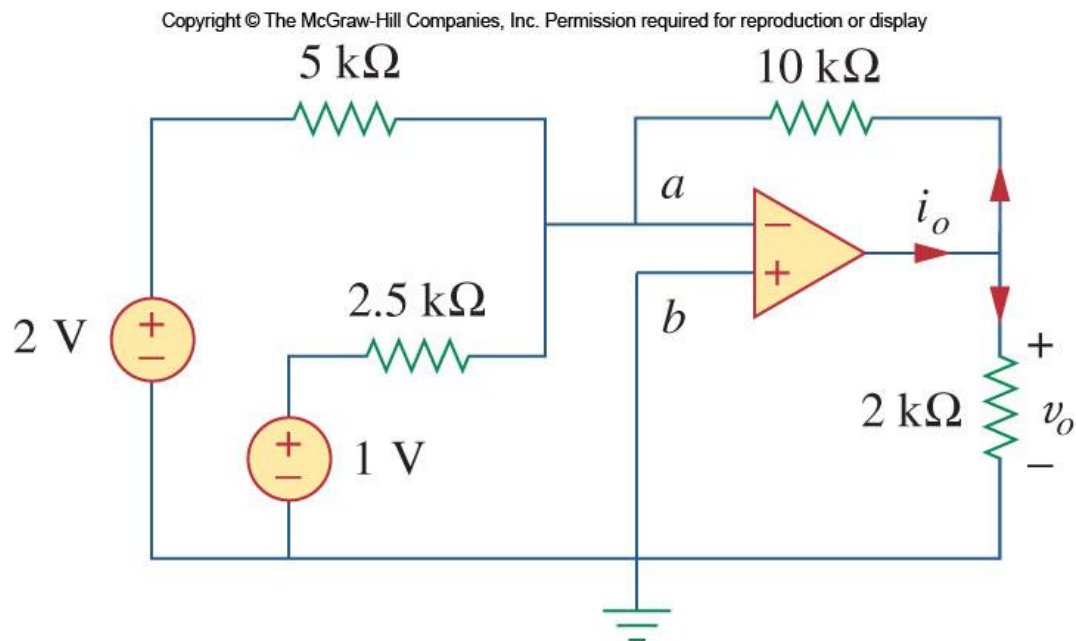 Copyright © The McGraw-Hill Companies, Inc. Permission required for reproduction or display
5 kΩ
10 kΩ
a
−
i_o
+
b
2.5 kΩ
2 V
+
−
+
−
1 V
2 kΩ
+
v_o
−